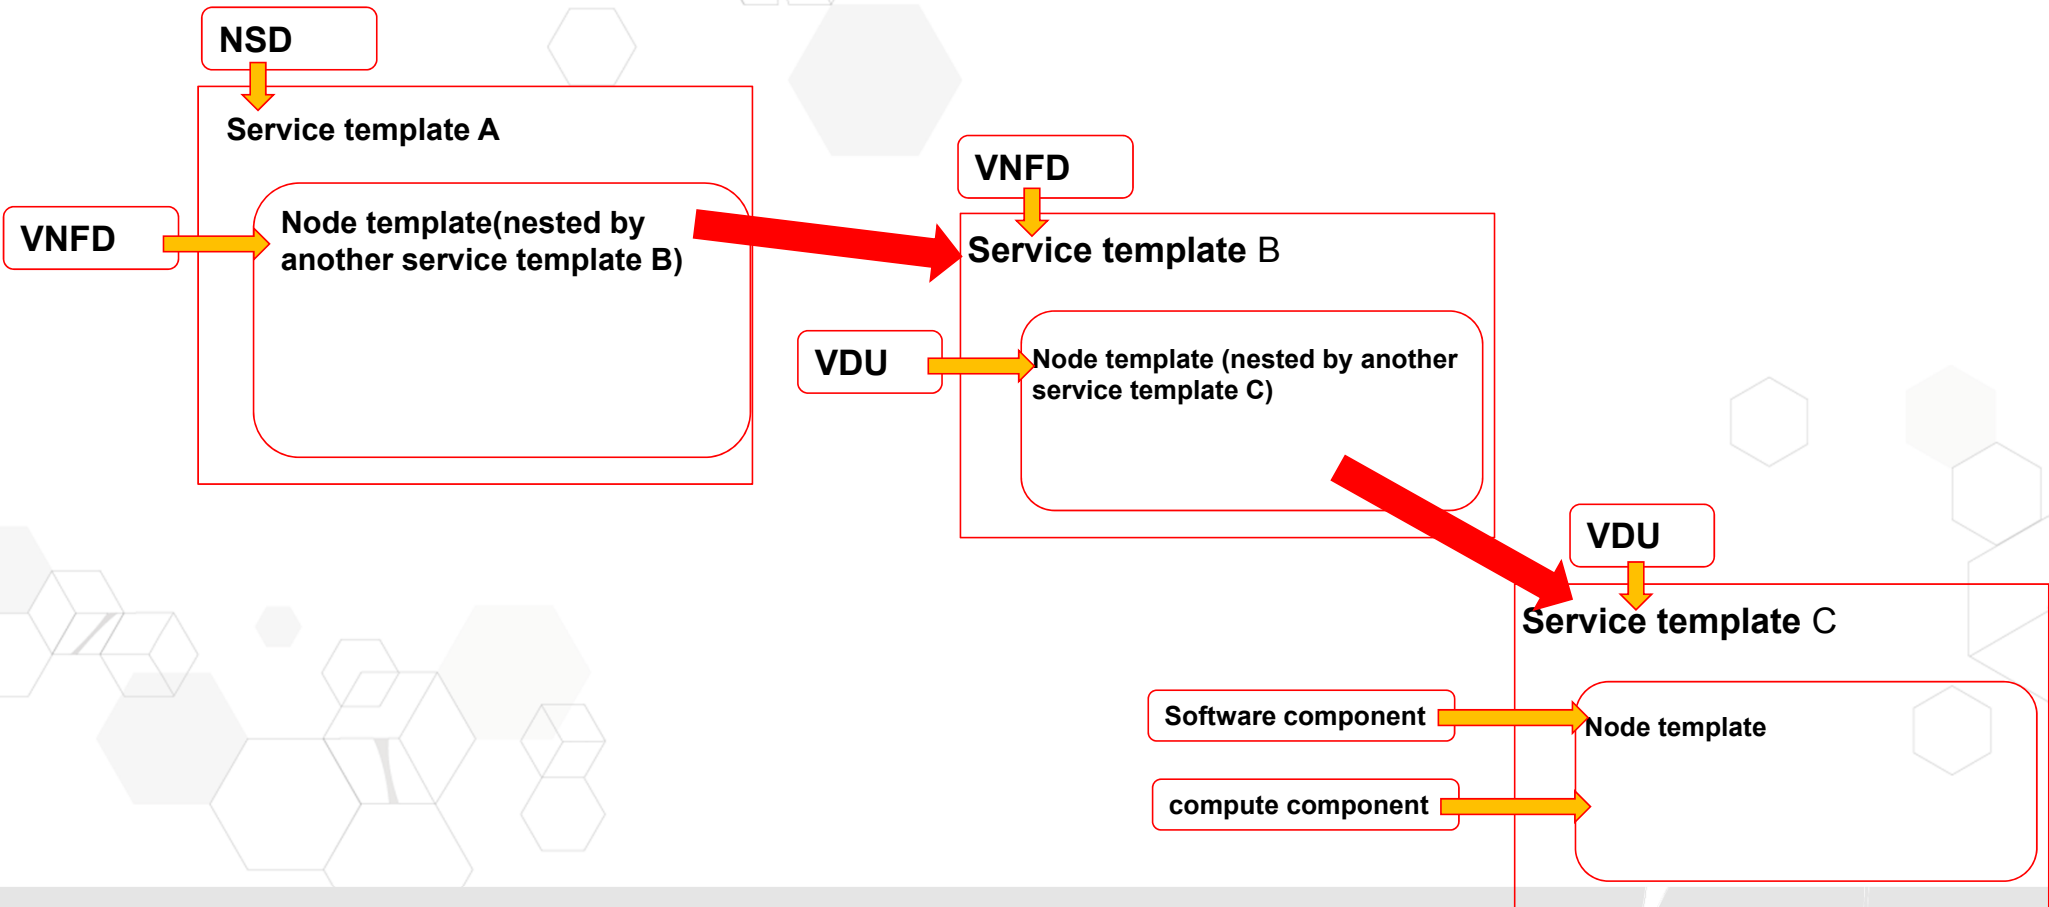 NSD
Service template A
VNFD
Node template(nested by
another service template B)
VNFD
Service template B
VDU
Node template (nested by another
service template C)
VDU
Service template C
Software component
Node template
compute component